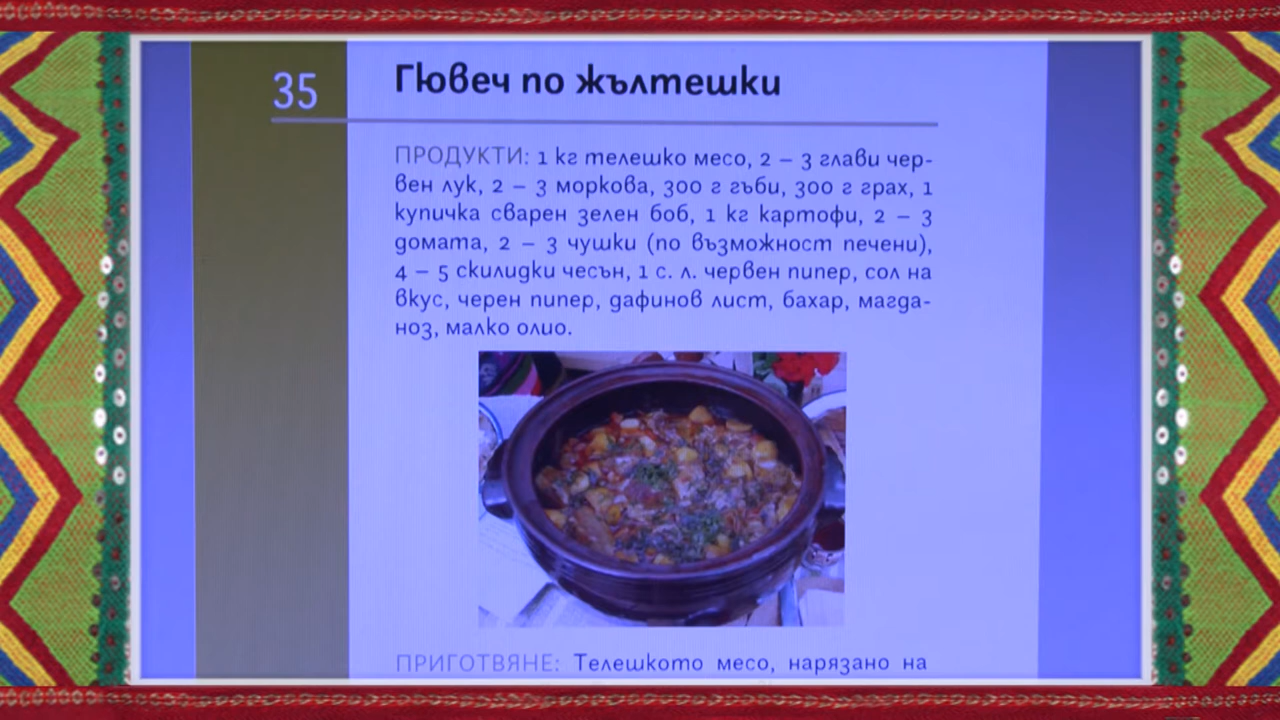 35
Гювеч по жълтешки
ПРОДУКТИ: 1 кг телешко месо, 2 – 3 глави чер-
вен лук, 2 – 3 моркова, 300 г гъби, 300 г грах, 1
купичка сварен зелен боб, 1 кг картофи, 2 – 3
домата, 2 – 3 чушки (по възможност печени),
4 – 5 скилидки чесън, 1 с. л. червен пипер, сол на
вкус, черен пипер, дафинов лист, бахар, магда-
ноз, малко олио.
ПРИГОТВЯНЕ: Телешкото месо, нарязано на